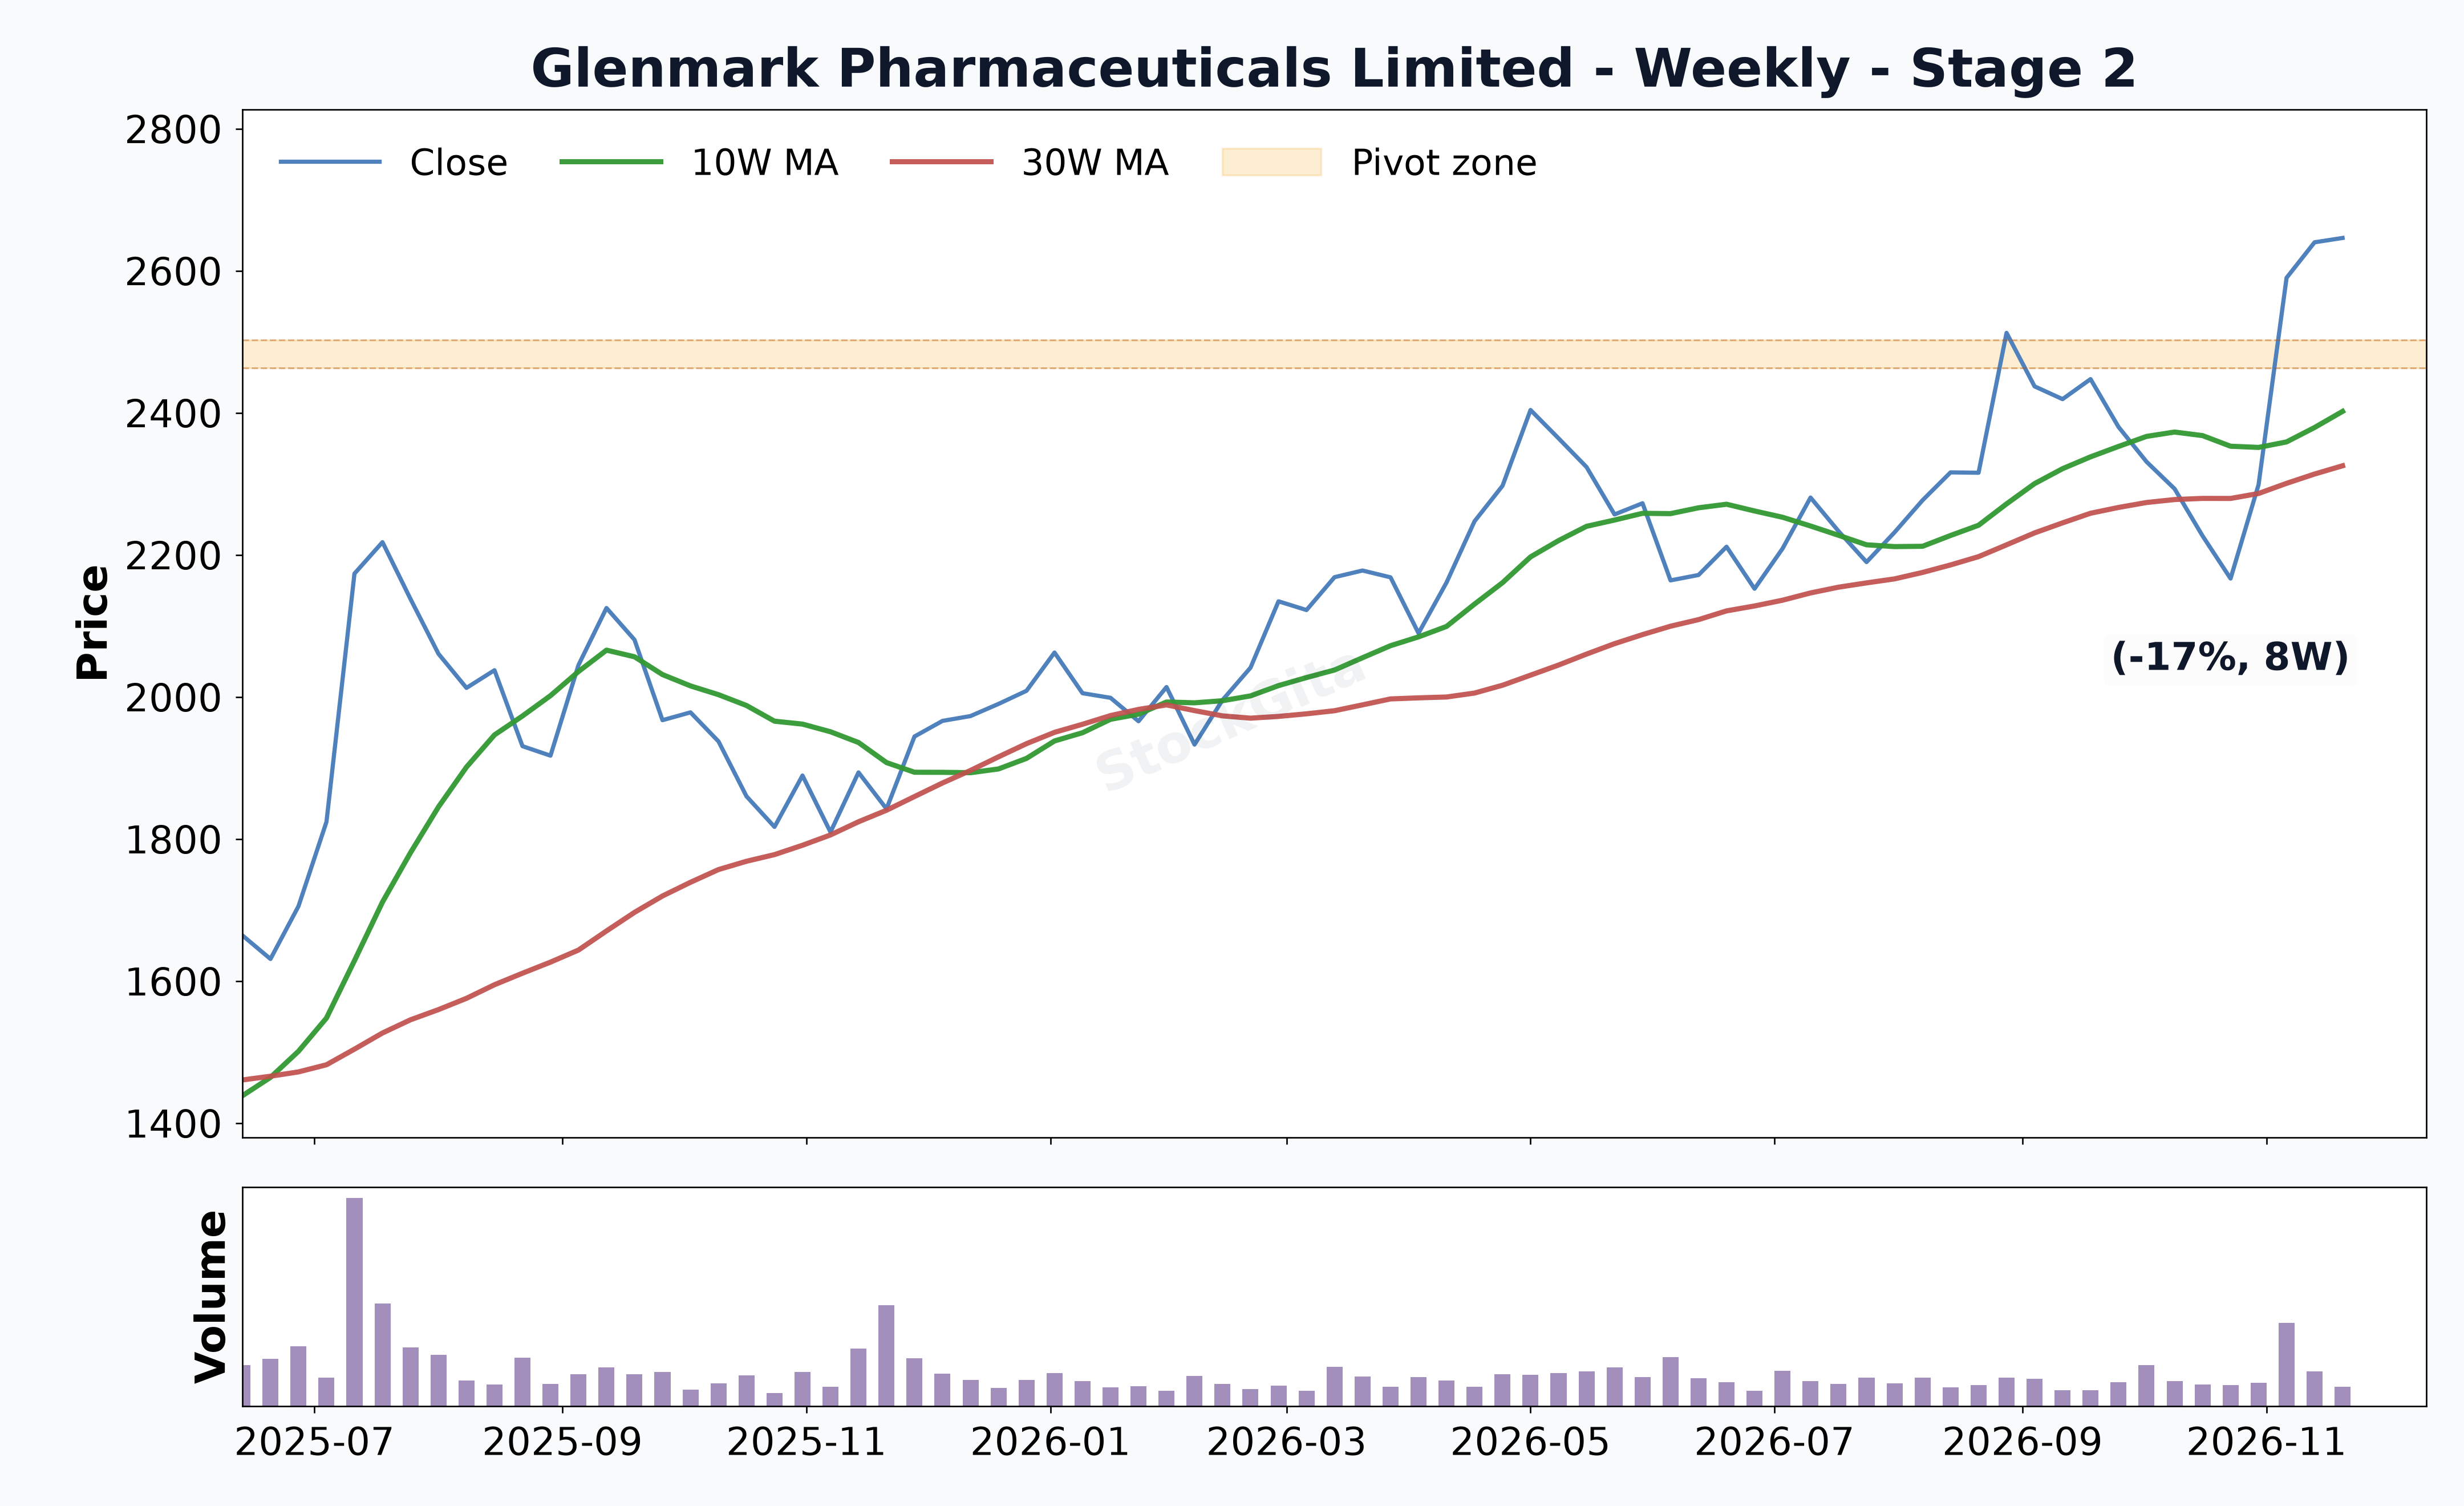 Glenmark Pharmaceuticals Limited - Weekly - Stage 2
2800
2600
2400
2200
2000
1800
1600
1400
Price
Close
10W MA
30W MA
Pivot zone
(-17%, 8W)
StockGita
Volume
2025-07
2025-09
2025-11
2026-01
2026-03
2026-05
2026-07
2026-09
2026-11